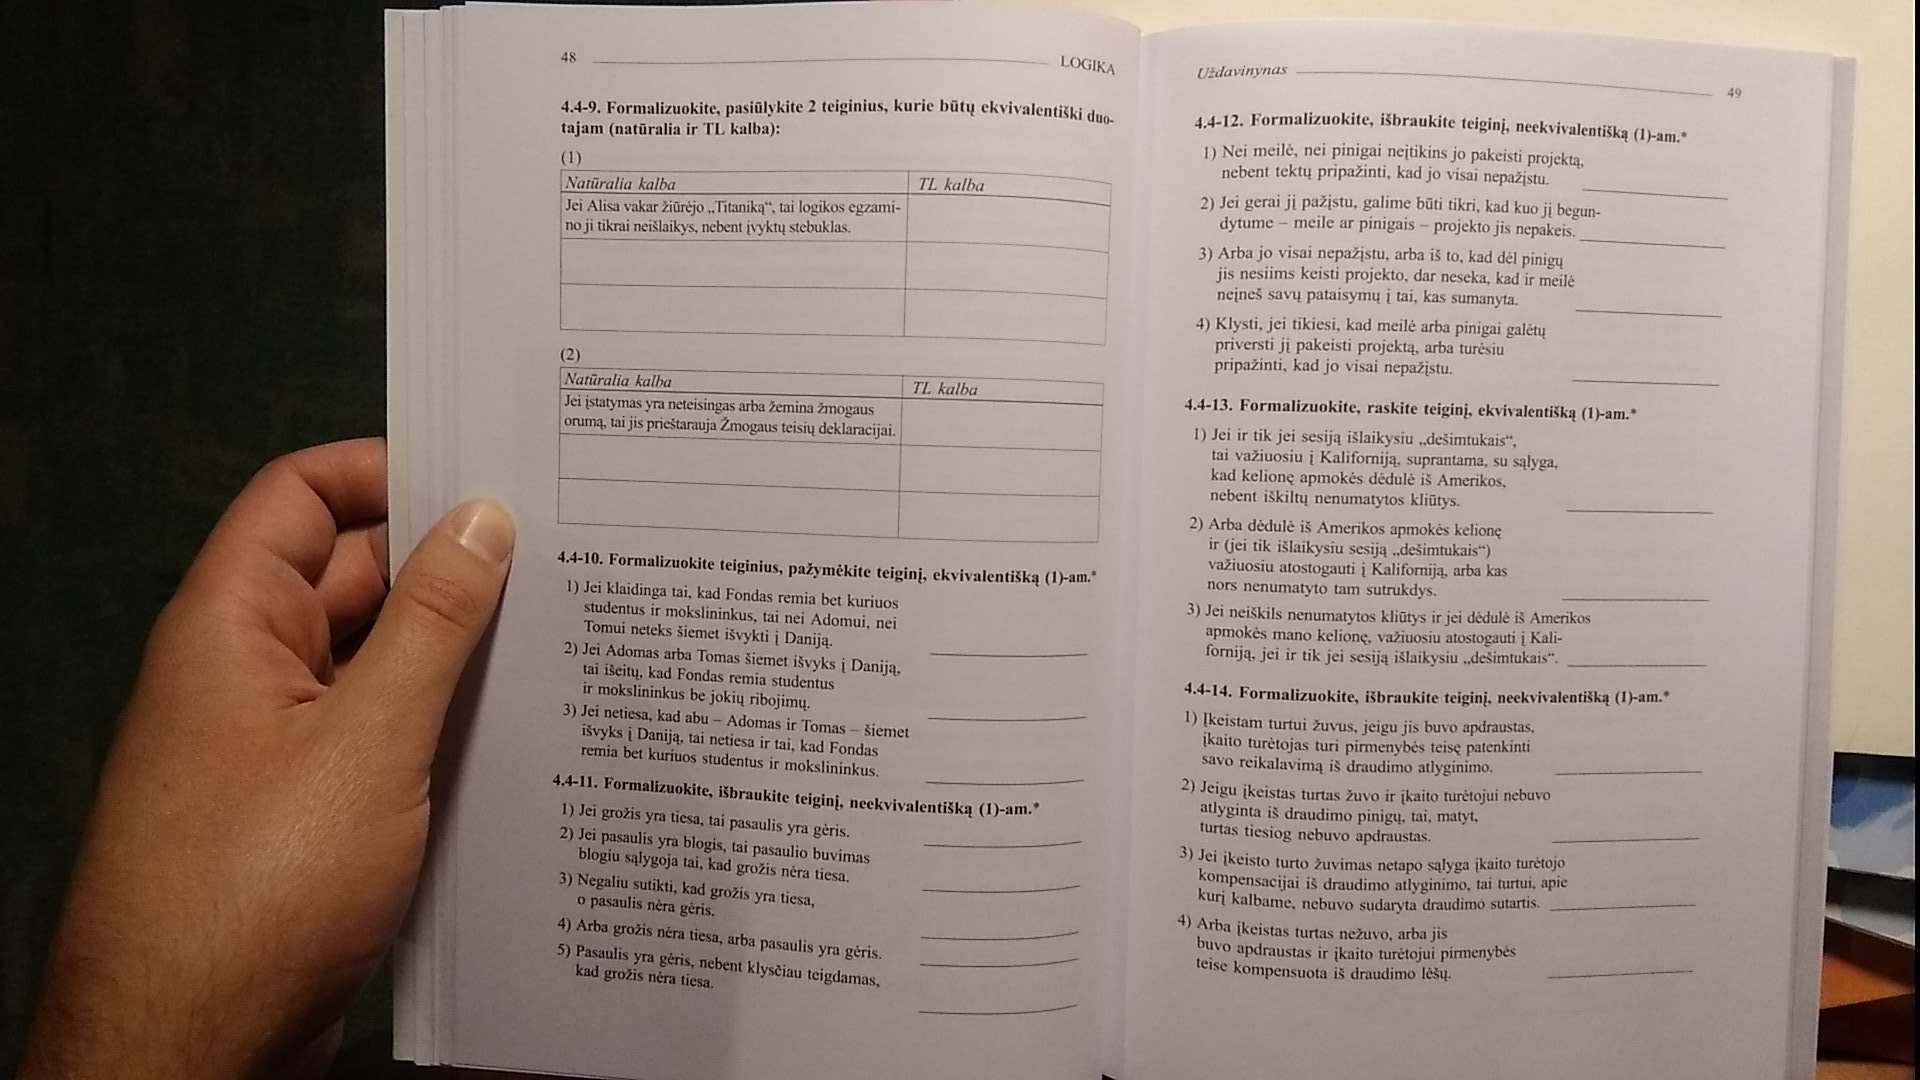 48 LOGIKA
4.4-9. Formalizuokite, pasiūlykite 2 teiginius, kurie būtų ekvivalentiški duo-
tajam (natūralia ir TL kalba):
(1)
Natūralia kalba TL kalba
Jei Alisa vakar žiūrėjo „Titaniką“, tai logikos egzami-
no ji tikrai neišlaikys, nebent įvyktų stebuklas.
(2)
Natūralia kalba TL kalba
Jei įstatymas yra neteisingas arba žemina žmogaus
orumą, tai jis prieštarauja Žmogaus teisių deklaracijai.
4.4-10. Formalizuokite teiginius, pažymėkite teiginį, ekvivalentišką (1)-am.*
1) Jei klaidinga tai, kad Fondas remia bet kuriuos
studentus ir mokslininkus, tai nei Adomui, nei
Tomui neteks šiemet išvykti į Daniją.
2) Jei Adomas arba Tomas šiemet išvyks į Daniją,
tai išeitų, kad Fondas remia studentus
ir mokslininkus be jokių ribojimų.
3) Jei netiesa, kad abu – Adomas ir Tomas – šiemet
išvyks į Daniją, tai netiesa ir tai, kad Fondas
remia bet kuriuos studentus ir mokslininkus.
4.4-11. Formalizuokite, išbraukite teiginį, neekvivalentišką (1)-am.*
1) Jei grožis yra tiesa, tai pasaulis yra gėris.
2) Jei pasaulis yra blogis, tai pasaulio buvimas
blogiu sąlygoja tai, kad grožis nėra tiesa.
3) Negaliu sutikti, kad grožis yra tiesa,
o pasaulis nėra gėris.
4) Arba grožis nėra tiesa, arba pasaulis yra gėris.
5) Pasaulis yra gėris, nebent klysčiau teigdamas,
kad grožis nėra tiesa.
Uždavinynas 49
4.4-12. Formalizuokite, išbraukite teiginį, neekvivalentišką (1)-am.*
1) Nei meilė, nei pinigai neįtikins jo pakeisti projektą,
nebent tektų pripažinti, kad jo visai nepažįstu.
2) Jei gerai jį pažįstu, galime būti tikri, kad kuo jį begun-
dytume – meile ar pinigais – projekto jis nepakeis.
3) Arba jo visai nepažįstu, arba iš to, kad dėl pinigų
jis nesiims keisti projekto, dar neseka, kad ir meilė
neįneš savų pataisymų į tai, kas sumanyta.
4) Klysti, jei tikiesi, kad meilė arba pinigai galėtų
priversti jį pakeisti projektą, arba turėsiu
pripažinti, kad jo visai nepažįstu.
4.4-13. Formalizuokite, raskite teiginį, ekvivalentišką (1)-am.*
1) Jei ir tik jei sesiją išlaikysiu „dešimtukais“,
tai važiuosiu į Kaliforniją, suprantama, su sąlyga,
kad kelionę apmokės dėdulė iš Amerikos,
nebent iškiltų nenumatytos kliūtys.
2) Arba dėdulė iš Amerikos apmokės kelionę
ir (jei tik išlaikysiu sesiją „dešimtukais“)
važiuosiu atostogauti į Kaliforniją, arba kas
nors nenumatyto tam sutrukdys.
3) Jei neiškils nenumatytos kliūtys ir jei dėdulė iš Amerikos
apmokės mano kelionę, važiuosiu atostogauti į Kali-
forniją, jei ir tik jei sesiją išlaikysiu „dešimtukais“.
4.4-14. Formalizuokite, išbraukite teiginį, neekvivalentišką (1)-am.*
1) Įkeistam turtui žuvus, jeigu jis buvo apdraustas,
įkaito turėtojas turi pirmenybės teisę patenkinti
savo reikalavimą iš draudimo atlyginimo.
2) Jeigu įkeistas turtas žuvo ir įkaito turėtojui nebuvo
atlyginta iš draudimo pinigų, tai, matyt,
turtas tiesiog nebuvo apdraustas.
3) Jei įkeisto turto žuvimas netapo sąlyga įkaito turėtojo
kompensacijai iš draudimo atlyginimo, tai turtui, apie
kurį kalbame, nebuvo sudaryta draudimo sutartis.
4) Arba įkeistas turtas nežuvo, arba jis
buvo apdraustas ir įkaito turėtojui pirmenybės
teise kompensuota iš draudimo lėšų.